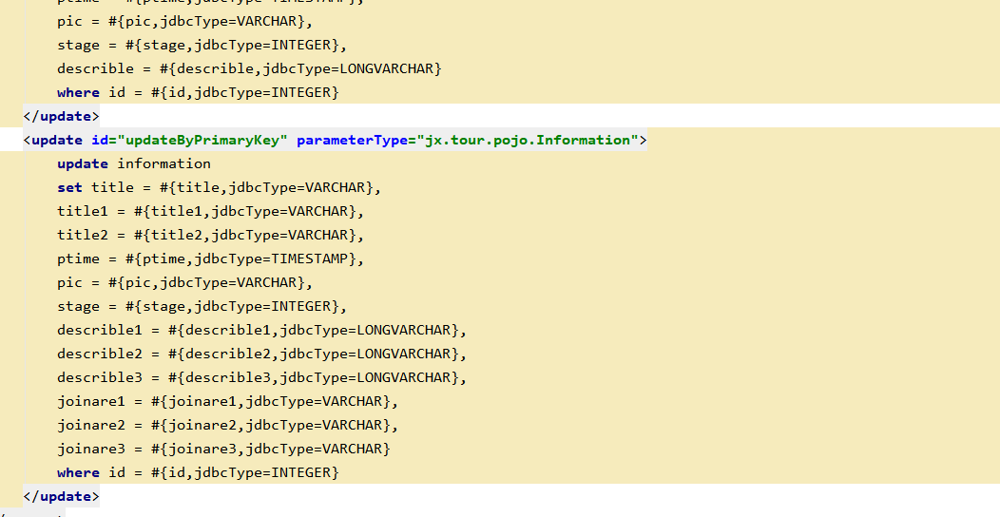 pic = #{pic,jdbcType=VARCHAR},
stage = #{stage,jdbcType=INTEGER},
describle = #{describle,jdbcType=LONGVARCHAR}
where id = #{id,jdbcType=INTEGER}
</update>
<update id="updateByPrimaryKey" parameterType="jx.tour.pojo.Information">
update information
set title = #{title,jdbcType=VARCHAR},
title1 = #{title1,jdbcType=VARCHAR},
title2 = #{title2,jdbcType=VARCHAR},
ptime = #{ptime,jdbcType=TIMESTAMP},
pic = #{pic,jdbcType=VARCHAR},
stage = #{stage,jdbcType=INTEGER},
describle1 = #{describle1,jdbcType=LONGVARCHAR},
describle2 = #{describle2,jdbcType=LONGVARCHAR},
describle3 = #{describle3,jdbcType=LONGVARCHAR},
joinare1 = #{joinare1,jdbcType=VARCHAR},
joinare2 = #{joinare2,jdbcType=VARCHAR},
joinare3 = #{joinare3,jdbcType=VARCHAR}
where id = #{id,jdbcType=INTEGER}
</update>